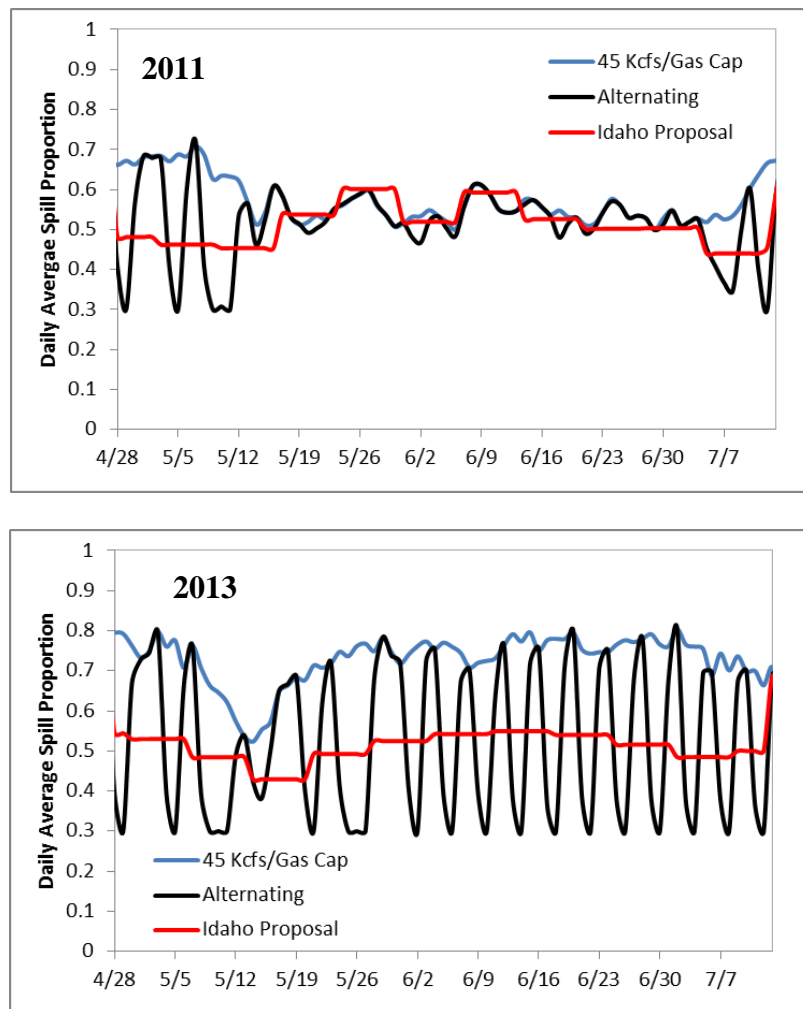 2011
45 Kcfs/Gas Cap
Alternating
Idaho Proposal
Daily Avergae Spill Proportion
1
0.9
0.8
0.7
0.6
0.5
0.4
0.3
0.2
0.1
0
4/28 5/5 5/12 5/19 5/26 6/2 6/9 6/16 6/23 6/30 7/7
2013
45 Kcfs/Gas Cap
Alternating
Idaho Proposal
Daily Average Spill Proportion
1
0.9
0.8
0.7
0.6
0.5
0.4
0.3
0.2
0.1
0
4/28 5/5 5/12 5/19 5/26 6/2 6/9 6/16 6/23 6/30 7/7